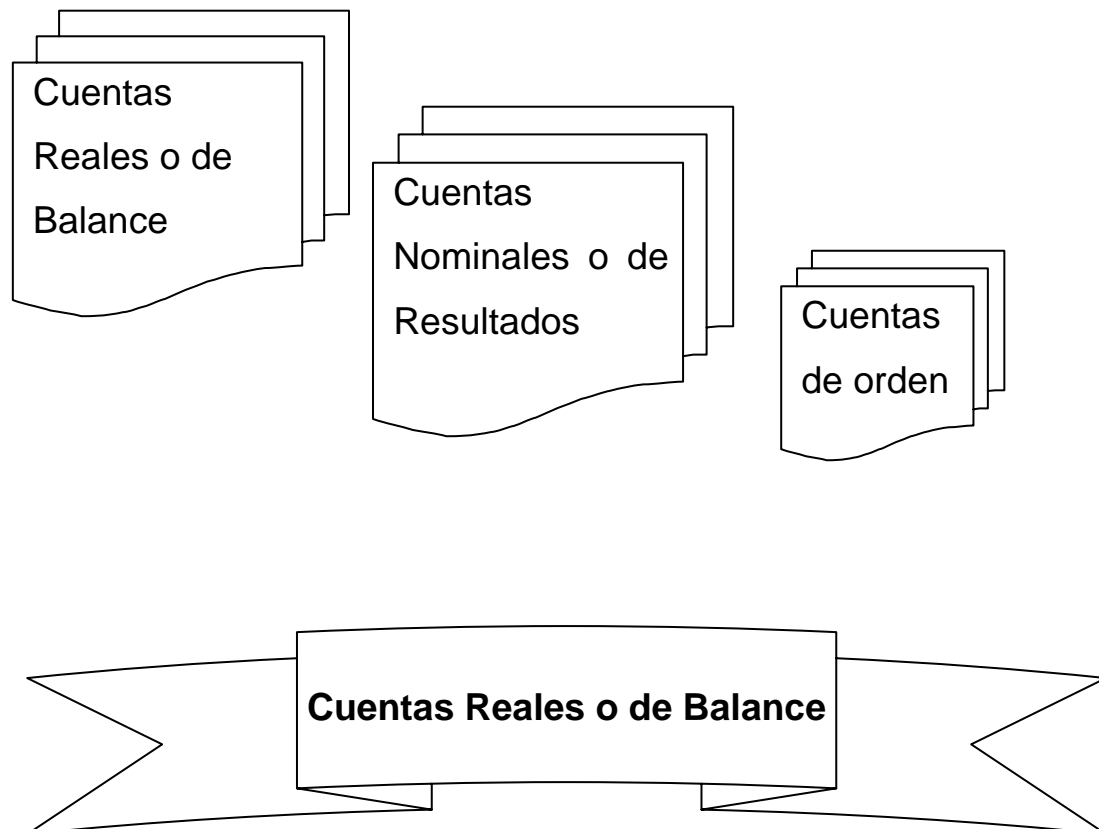 Cuentas
Reales o de
Balance
Cuentas
Nominales o de
Resultados
Cuentas
de orden
Cuentas Reales o de Balance